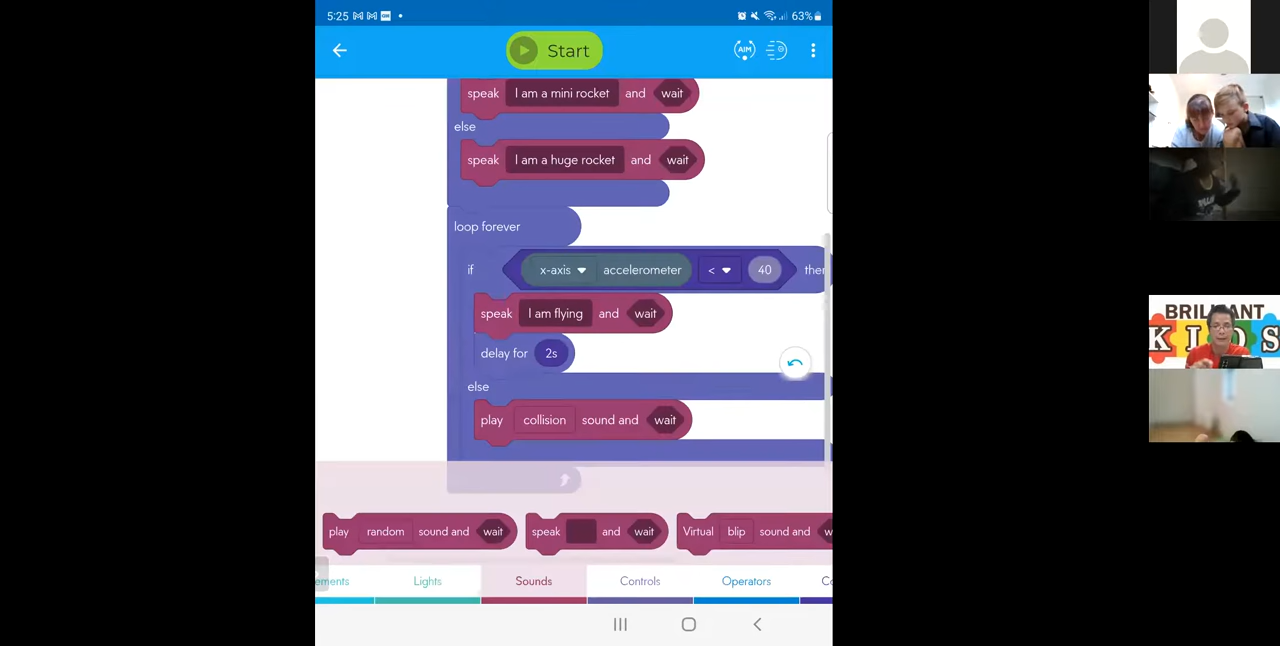 5:25 63%
Start
AIM
speak I am a mini rocket and wait
else
speak I am a huge rocket and wait
loop forever
if x-axis accelerometer < 40 then
speak I am flying and wait
delay for 2s
else
play collision sound and wait
play random sound and wait speak and wait Virtual blip sound and w
ements Lights Sounds Controls Operators Co
BRILLIANT
KIDS